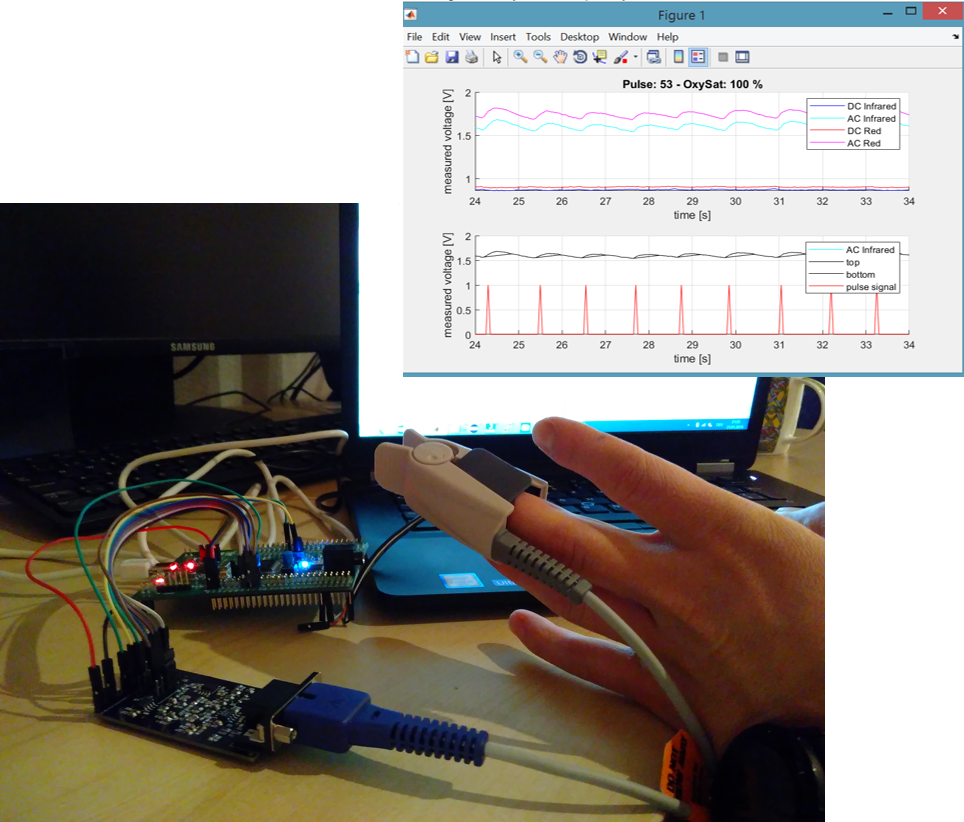 Figure 1
File Edit View Insert Tools Desktop Window Help
Pulse: 53 - OxySat: 100 %
measured voltage [V]
2
1.5
1
24 25 26 27 28 29 30 31 32 33 34
time [s]
DC Infrared
AC Infrared
DC Red
AC Red
measured voltage [V]
2
1.5
1
0.5
0
24 25 26 27 28 29 30 31 32 33 34
time [s]
AC Infrared
top
bottom
pulse signal
SAMSUNG
DO NOT